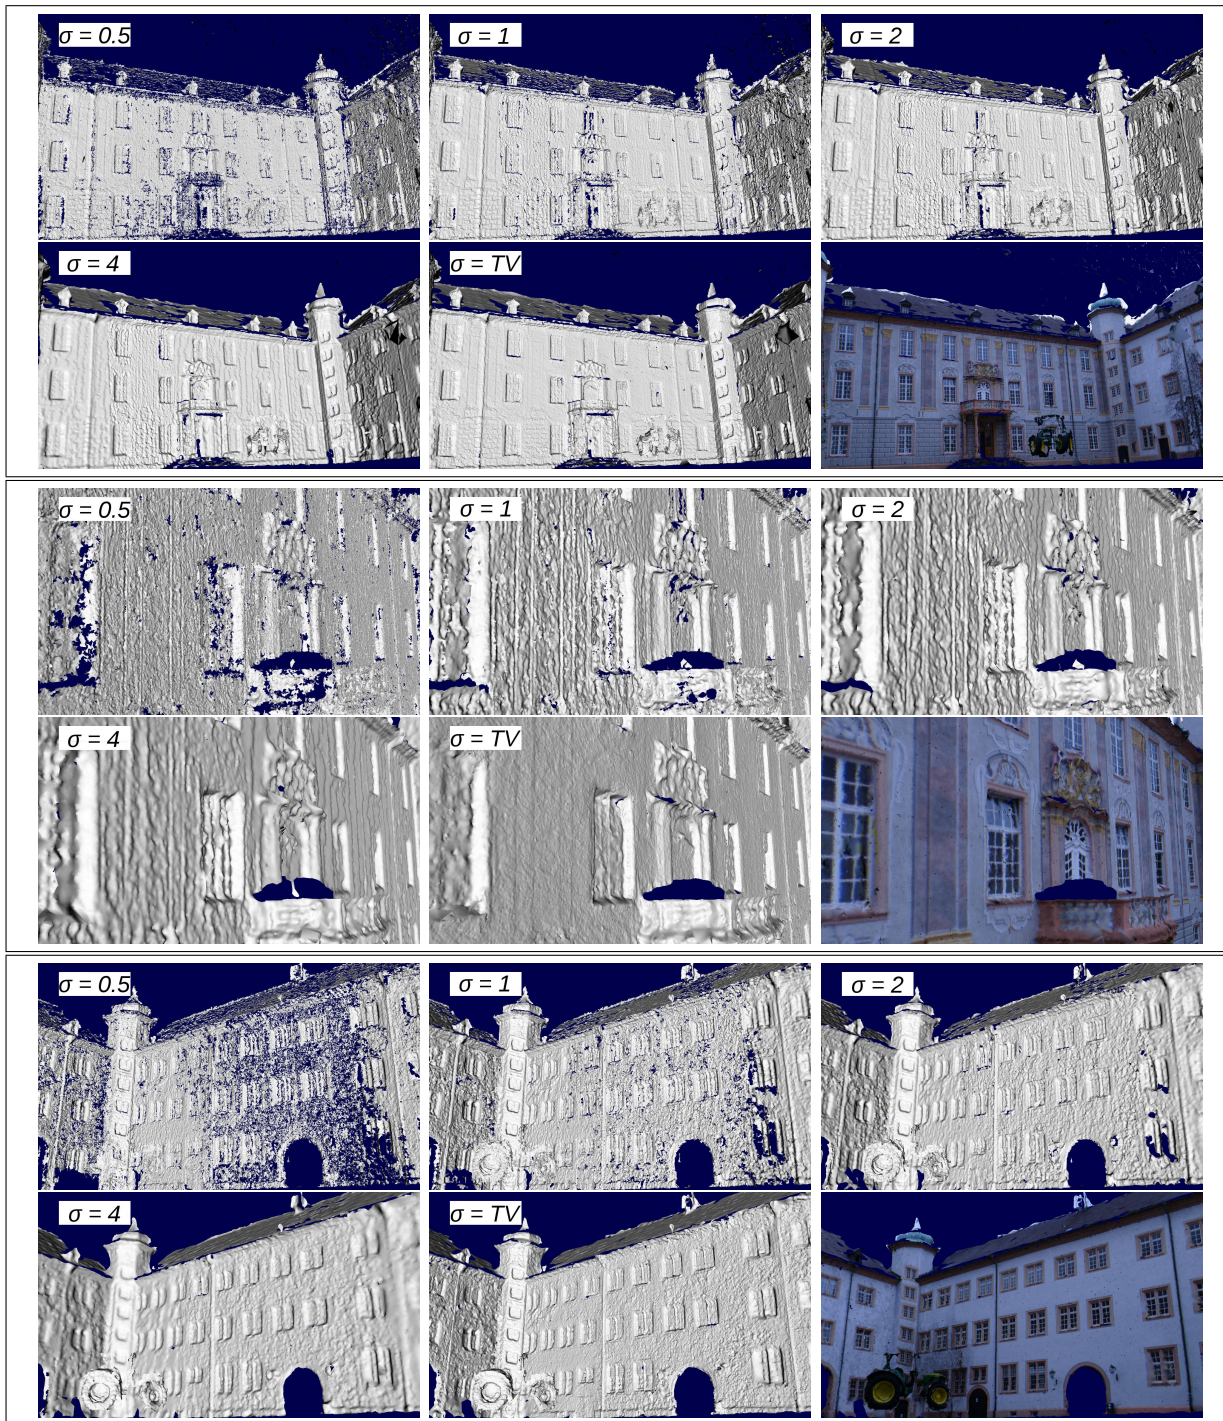 σ = 0.5
σ = 1
σ = 2
σ = 4
σ = TV
σ = 0.5
σ = 1
σ = 2
σ = 4
σ = TV
σ = 0.5
σ = 1
σ = 2
σ = 4
σ = TV